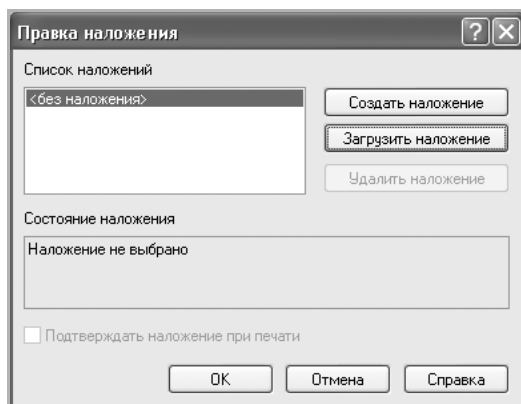 Правка наложения
Список наложений
<без наложения>
Создать наложение
Загрузить наложение
Удалить наложение
Состояние наложения
Наложение не выбрано
Подтверждать наложение при печати
OK
Отмена
Справка